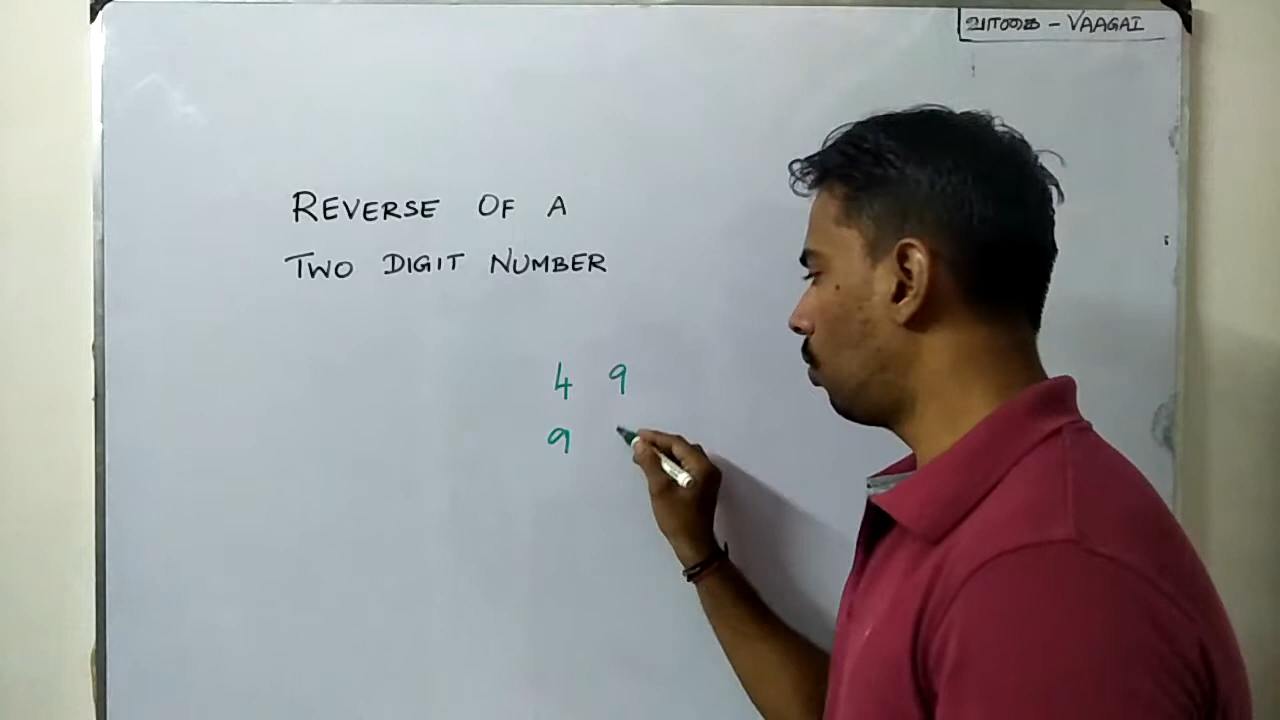 வாகை - VAAGAI
REVERSE OF A
TWO DIGIT NUMBER
4 9
9